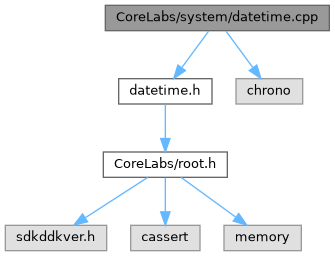 CoreLabs/system/datetime.cpp
datetime.h
chrono
CoreLabs/root.h
sdkddkver.h
cassert
memory